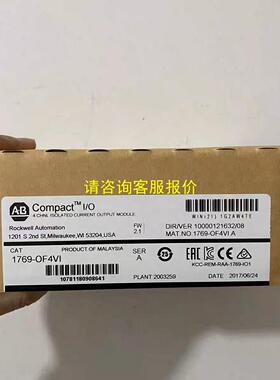 请咨询客服报价
AB Compact™ I/O
4 CHNL ISOLATED CURRENT OUTPUT MODULE
Rockwell Automation
1201 S 2nd St,Milwaukee,WI 53204,USA
FW
2.1
DIR/VER 10000121632/08
MAT.NO.1769-OF4VI A
CAT
PRODUCT OF MALAYSIA
1769-OF4VI
SER
A
KCC-REM-RAA-1769-IO1
10781180908641
PLANT 2003259
2017/06/24